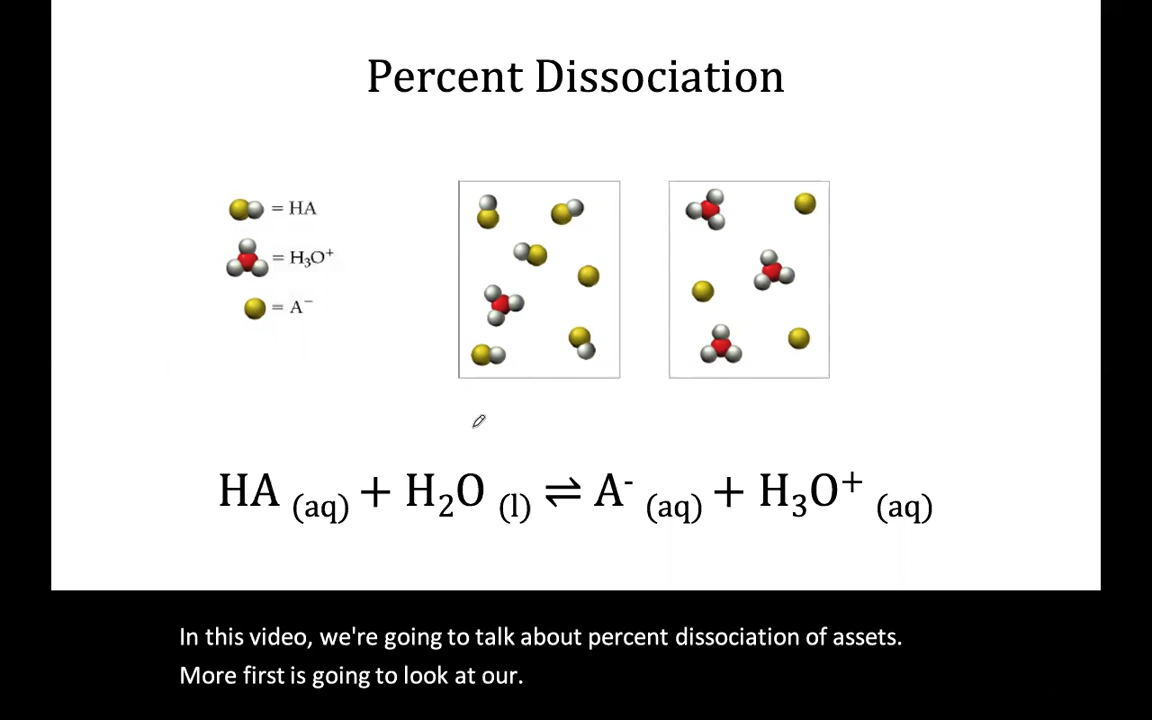 Percent Dissociation
= HA
= H₃O⁺
= A⁻
HA (aq) + H₂O (l) ⇌ A⁻ (aq) + H₃O⁺ (aq)
In this video, we're going to talk about percent dissociation of assets.
More first is going to look at our.